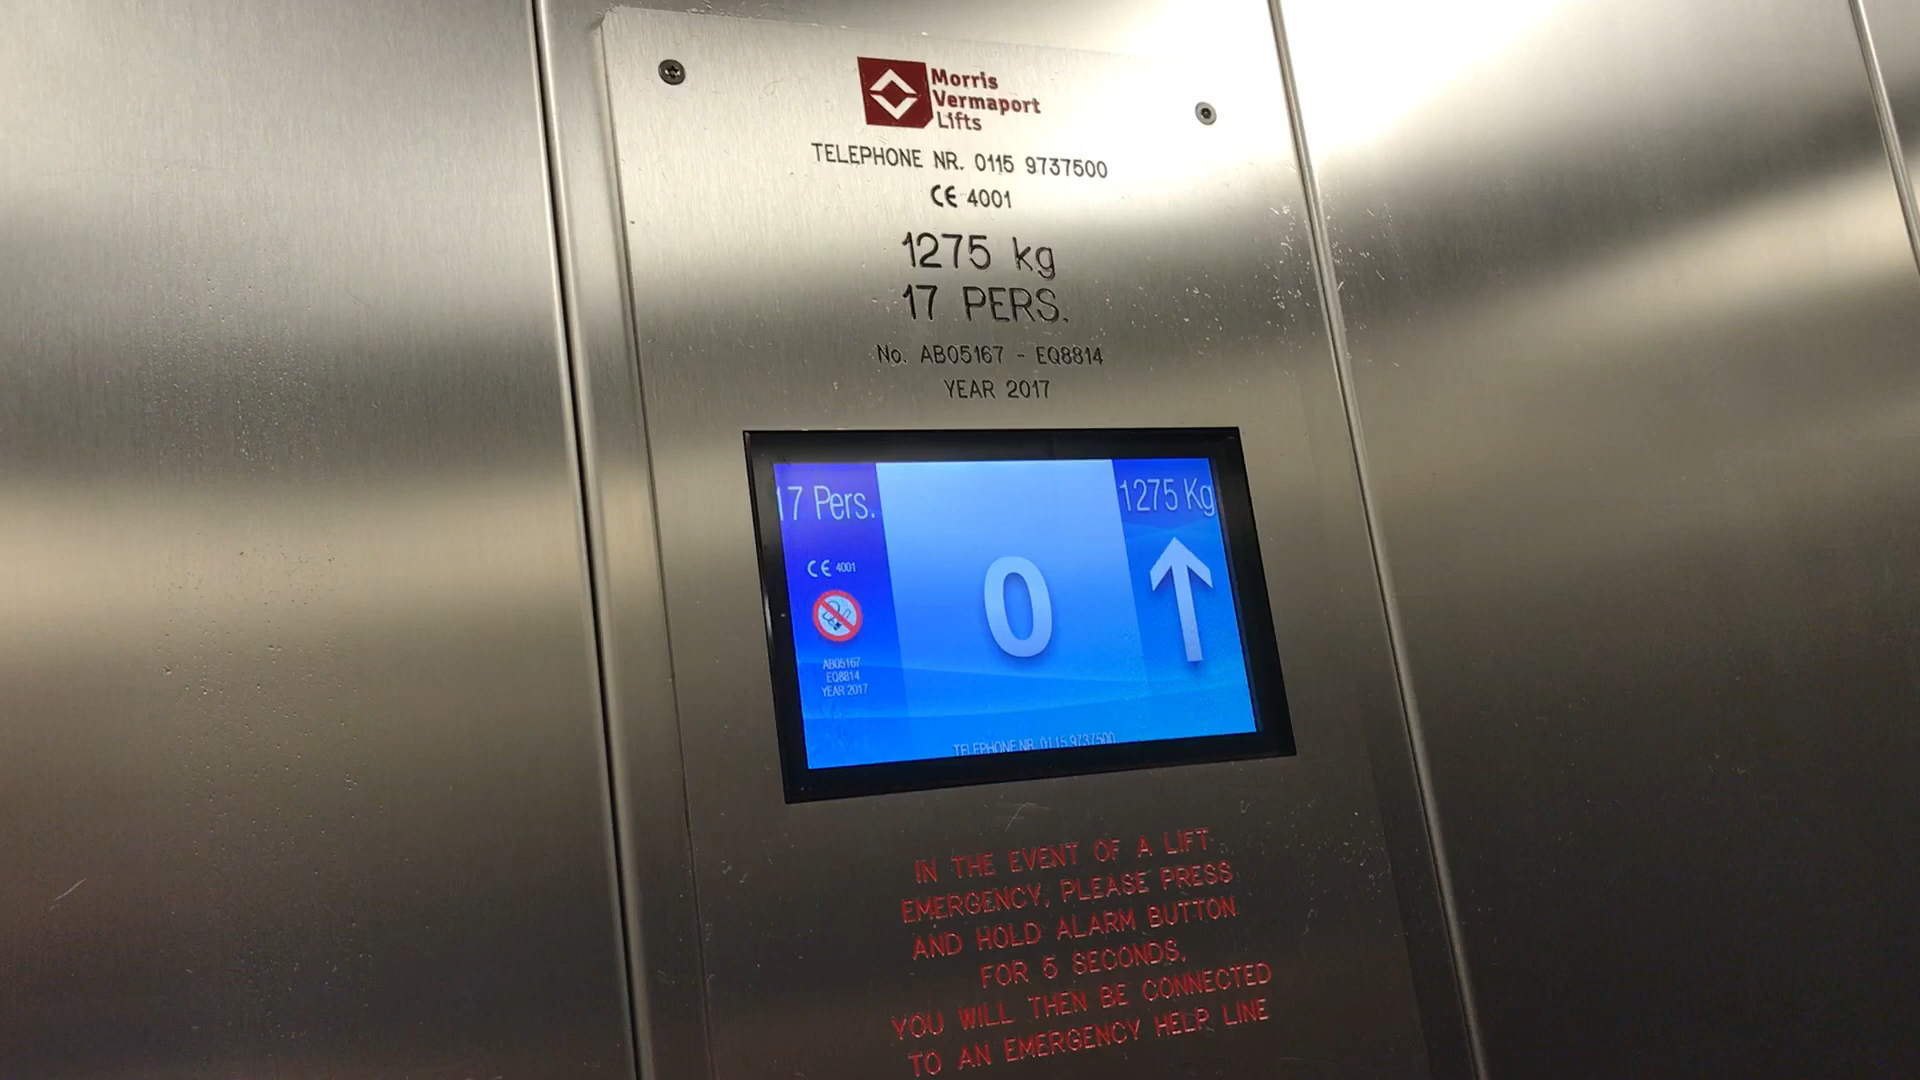 Morris
Vermaport
Lifts
TELEPHONE NR. 0115 9737500
CE 4001
1275 kg
17 PERS.
No. AB05167 - EQ8814
YEAR 2017
17 Pers.
1275 Kg
CE 4001
0
AB05167
EQ8814
YEAR 2017
TELEPHONE NR. 0115 9737500
IN THE EVENT OF A LIFT
EMERGENCY, PLEASE PRESS
AND HOLD ALARM BUTTON
FOR 5 SECONDS,
YOU WILL THEN BE CONNECTED
TO AN EMERGENCY HELP LINE